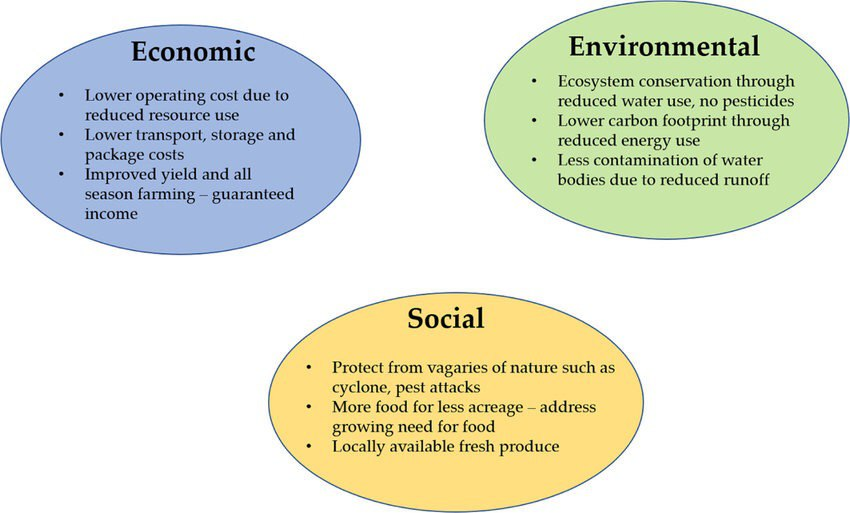 Economic
• Lower operating cost due to
reduced resource use
• Lower transport, storage and
package costs
• Improved yield and all
season farming – guaranteed
income
Environmental
• Ecosystem conservation through
reduced water use, no pesticides
• Lower carbon footprint through
reduced energy use
• Less contamination of water
bodies due to reduced runoff
Social
• Protect from vagaries of nature such as
cyclone, pest attacks
• More food for less acreage – address
growing need for food
• Locally available fresh produce